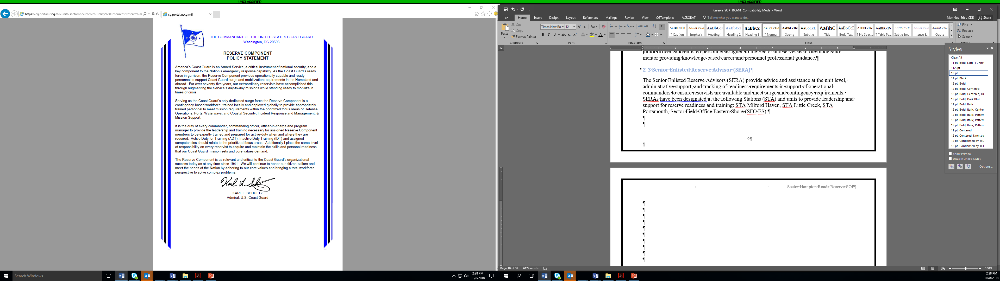 UNCLASSIFIED
https://cg.portal.uscg.mil/units/sectornne/reserves/Policy%20Resources/Reserve%20
cg.portal.uscg.mil
THE COMMANDANT OF THE UNITED STATES COAST GUARD
Washington, DC 20593
RESERVE COMPONENT
POLICY STATEMENT
America's Coast Guard is an Armed Service, a critical instrument of national security, and a
key component to the Nation's emergency response capability. As the Coast Guard's ready
force in garrison, the Reserve Component provides operationally capable and ready
personnel to support Coast Guard surge and mobilization requirements in the Homeland and
abroad. For over seventy-five years, our extraordinary reservists have accomplished this
through augmenting the Service's day-to-day missions while standing ready to mobilize in
times of crisis.
Serving as the Coast Guard's only dedicated surge force the Reserve Component is a
contingency-based workforce, trained locally and deployed globally to provide appropriately
trained personnel to meet mission requirements within the prioritized focus areas of Defense
Operations, Ports, Waterways, and Coastal Security, Incident Response and Management, &
Mission Support.
It is the duty of every commander, commanding officer, officer-in-charge and program
manager to provide the leadership and training necessary for assigned Reserve Component
members to be expertly trained and prepared for active-duty when and where they are
required. Active Duty for Training (ADT), Inactive Duty Training (IDT) and assigned
competencies should relate to the prioritized focus areas. Additionally I place the same level
of responsibility on every reservist to acquire and maintain the skills and personal readiness
that our Coast Guard mission sets and core values demand.
The Reserve Component is as relevant and critical to the Coast Guard's organizational
success today as at any time since 1941. We will continue to honor our citizen-sailors and
meet the needs of the Nation by adhering to our core values and bringing a total workforce
perspective to solve complex problems.
KARL L. SCHULTZ
Admiral, U.S. Coast Guard
Search Windows
2:28 PM
10/8/2018
UNCLASSIFIED
Reserve_SOP_100618 [Compatibility Mode] - Word
File Home Insert Design Layout References Mailings Review View CGTemplates ACROBAT Tell me what you want to do... Matthies, Eric J CDR Share
Cut
Copy
Format Painter
Paste
Times New Ro 12
Clipboard Font Paragraph Styles Editing
¶ Caption Emphasis Heading 1 Heading 2 Heading 3 ¶ Normal Strong Subtitle Title Body Text ¶ No Spac... ¶ Table Pa... Subtle Em... Intense E... Quote
Find
Replace
Select
junior officers and enlisted personnel assigned to the Sector and serves as a role model and
mentor providing knowledge-based career and personnel professional guidance.¶
2-3 Senior Enlisted Reserve Advisor (SERA)¶
The Senior Enlisted Reserve Advisors (SERA) provide advice and assistance at the unit level,
administrative support, and tracking of readiness requirements in support of operational
commanders to ensure reservists are available and meet surge and contingency requirements.
SERAs have been designated at the following Stations (STA) and units to provide leadership and
support for reserve readiness and training: STA Milford Haven, STA Little Creek, STA
Portsmouth, Sector Field Office Eastern Shore (SFO ES).¶
9¶
Sector Hampton Roads Reserve SOP¶
Styles
Clear All
11 pt, Bold, Left: 1", Firs
11.5 pt
12 pt
12 pt, Black
12 pt, Bold
12 pt, Bold, Centered
12 pt, Bold, Centered, Li
12 pt, Bold, Dark Blue
12 pt, Bold, Italic
12 pt, Bold, Italic, Center
12 pt, Bold, Italic, Pattern
12 pt, Bold, Italic, Pattern
12 pt, Bold, Italic, Pattern
12 pt, Centered
12 pt, Centered, Line spa
12 pt, Condensed by 0.0
12 pt, Condensed by 0.1
Show Preview
Disable Linked Styles
Options...
Page 10 of 32 6174 words 130%
2:28 PM
10/8/2018